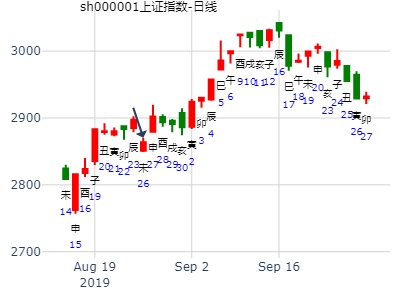 sh000001上证指数-日线
3000
2900
2800
2700
未
14
申
15
酉
16
子
19
丑
20
寅
21
卯
22
辰
23
未
26
申
27
酉
28
戌
29
亥
30
寅
2
卯
3
辰
4
巳
5
午
6
酉
9
戌
10
亥
11
子
12
辰
16
巳
17
午
18
未
19
申
20
亥
23
子
24
丑
25
寅
26
卯
27
Aug 19
2019
Sep 2
Sep 16